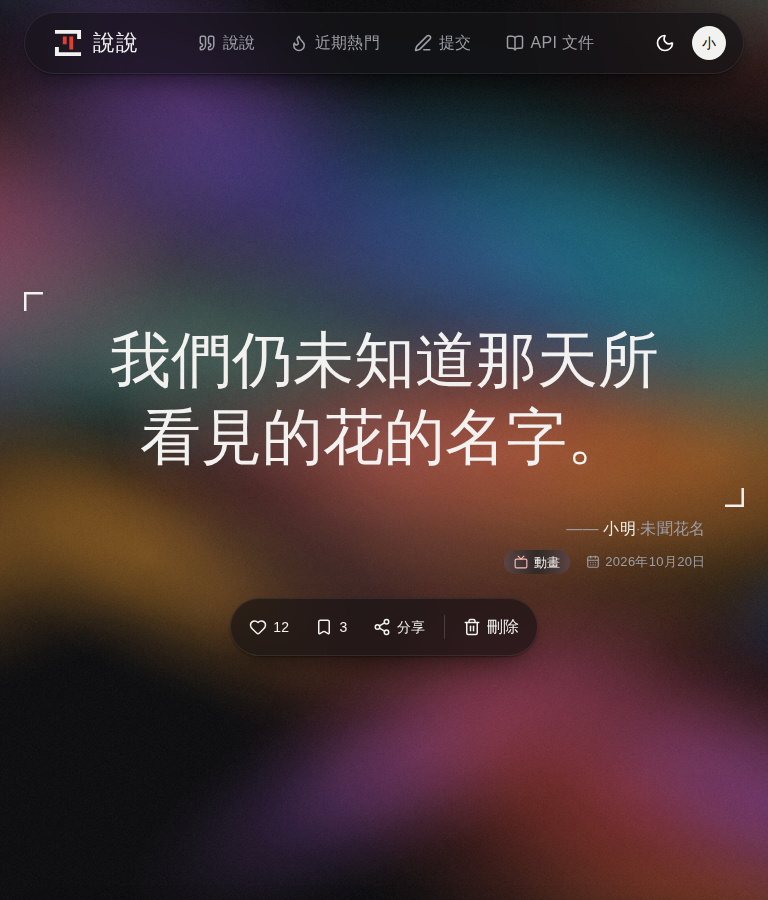 說說
說說
近期熱門
提交
API 文件
小
我們仍未知道那天所
看見的花的名字。
—— 小明·未聞花名
動畫
2026年10月20日
12
3
分享
刪除